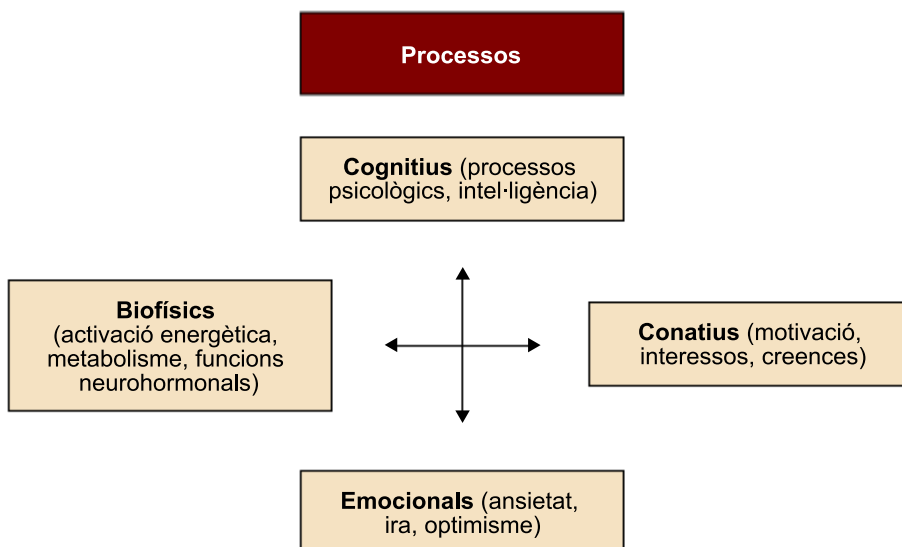 Processos
Cognitius (processos
psicològics, intel·ligència)
Biofísics
(activació energètica,
metabolisme, funcions
neurohormonals)
Conatius (motivació,
interessos, creences)
Emocionals (ansietat,
ira, optimisme)